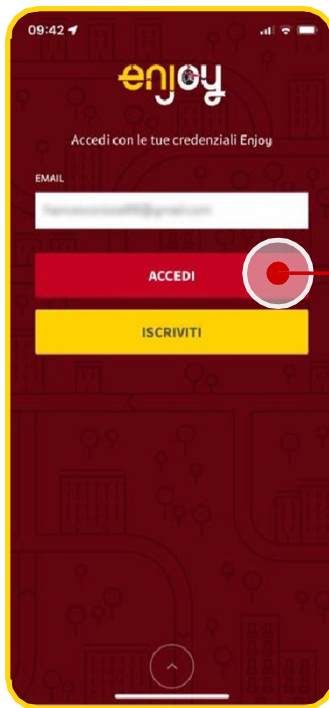 09:42
enjoy
Accedi con le tue credenziali Enjoy
EMAIL
ACCEDI
ISCRIVITI